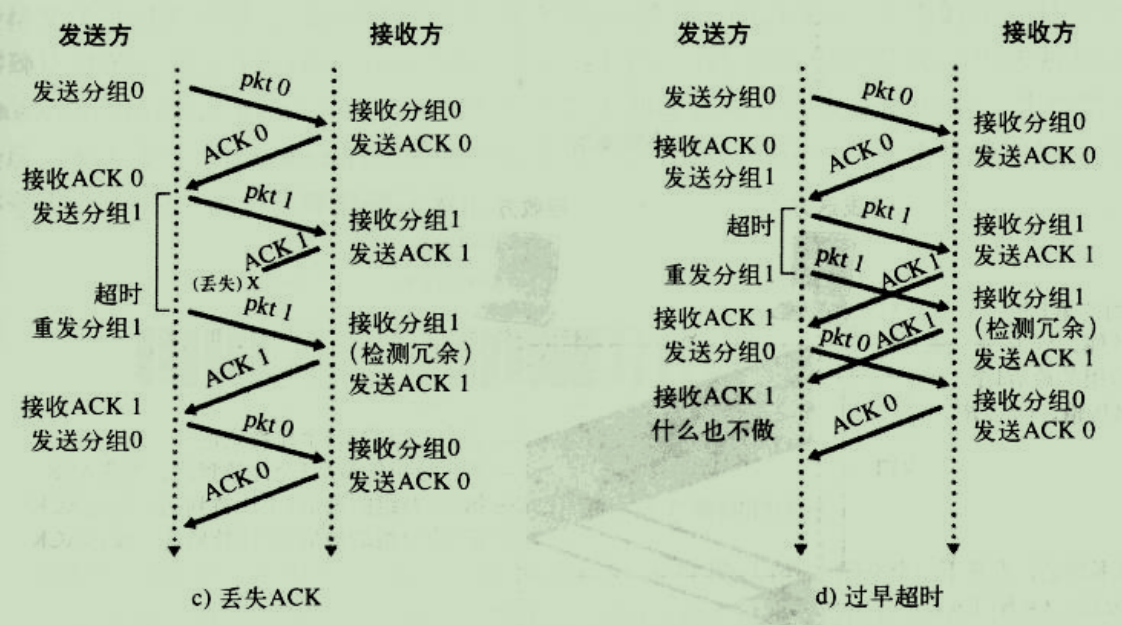 发送方
接收方
发送分组0
pkt 0
接收分组0
发送ACK 0
ACK 0
接收ACK 0
发送分组1
pkt 1
接收分组1
发送ACK 1
ACK 1
(丢失) X
超时
重发分组1
pkt 1
接收分组1
(检测冗余)
发送ACK 1
ACK 1
接收ACK 1
发送分组0
pkt 0
接收分组0
发送ACK 0
ACK 0
c) 丢失ACK
发送方
接收方
发送分组0
pkt 0
接收分组0
发送ACK 0
ACK 0
接收ACK 0
发送分组1
pkt 1
接收分组1
发送ACK 1
超时
pkt 1
ACK 1
重发分组1
接收分组1
(检测冗余)
发送ACK 1
接收ACK 1
发送分组0
pkt 0
ACK 1
接收ACK 1
什么也不做
接收分组0
发送ACK 0
ACK 0
d) 过早超时